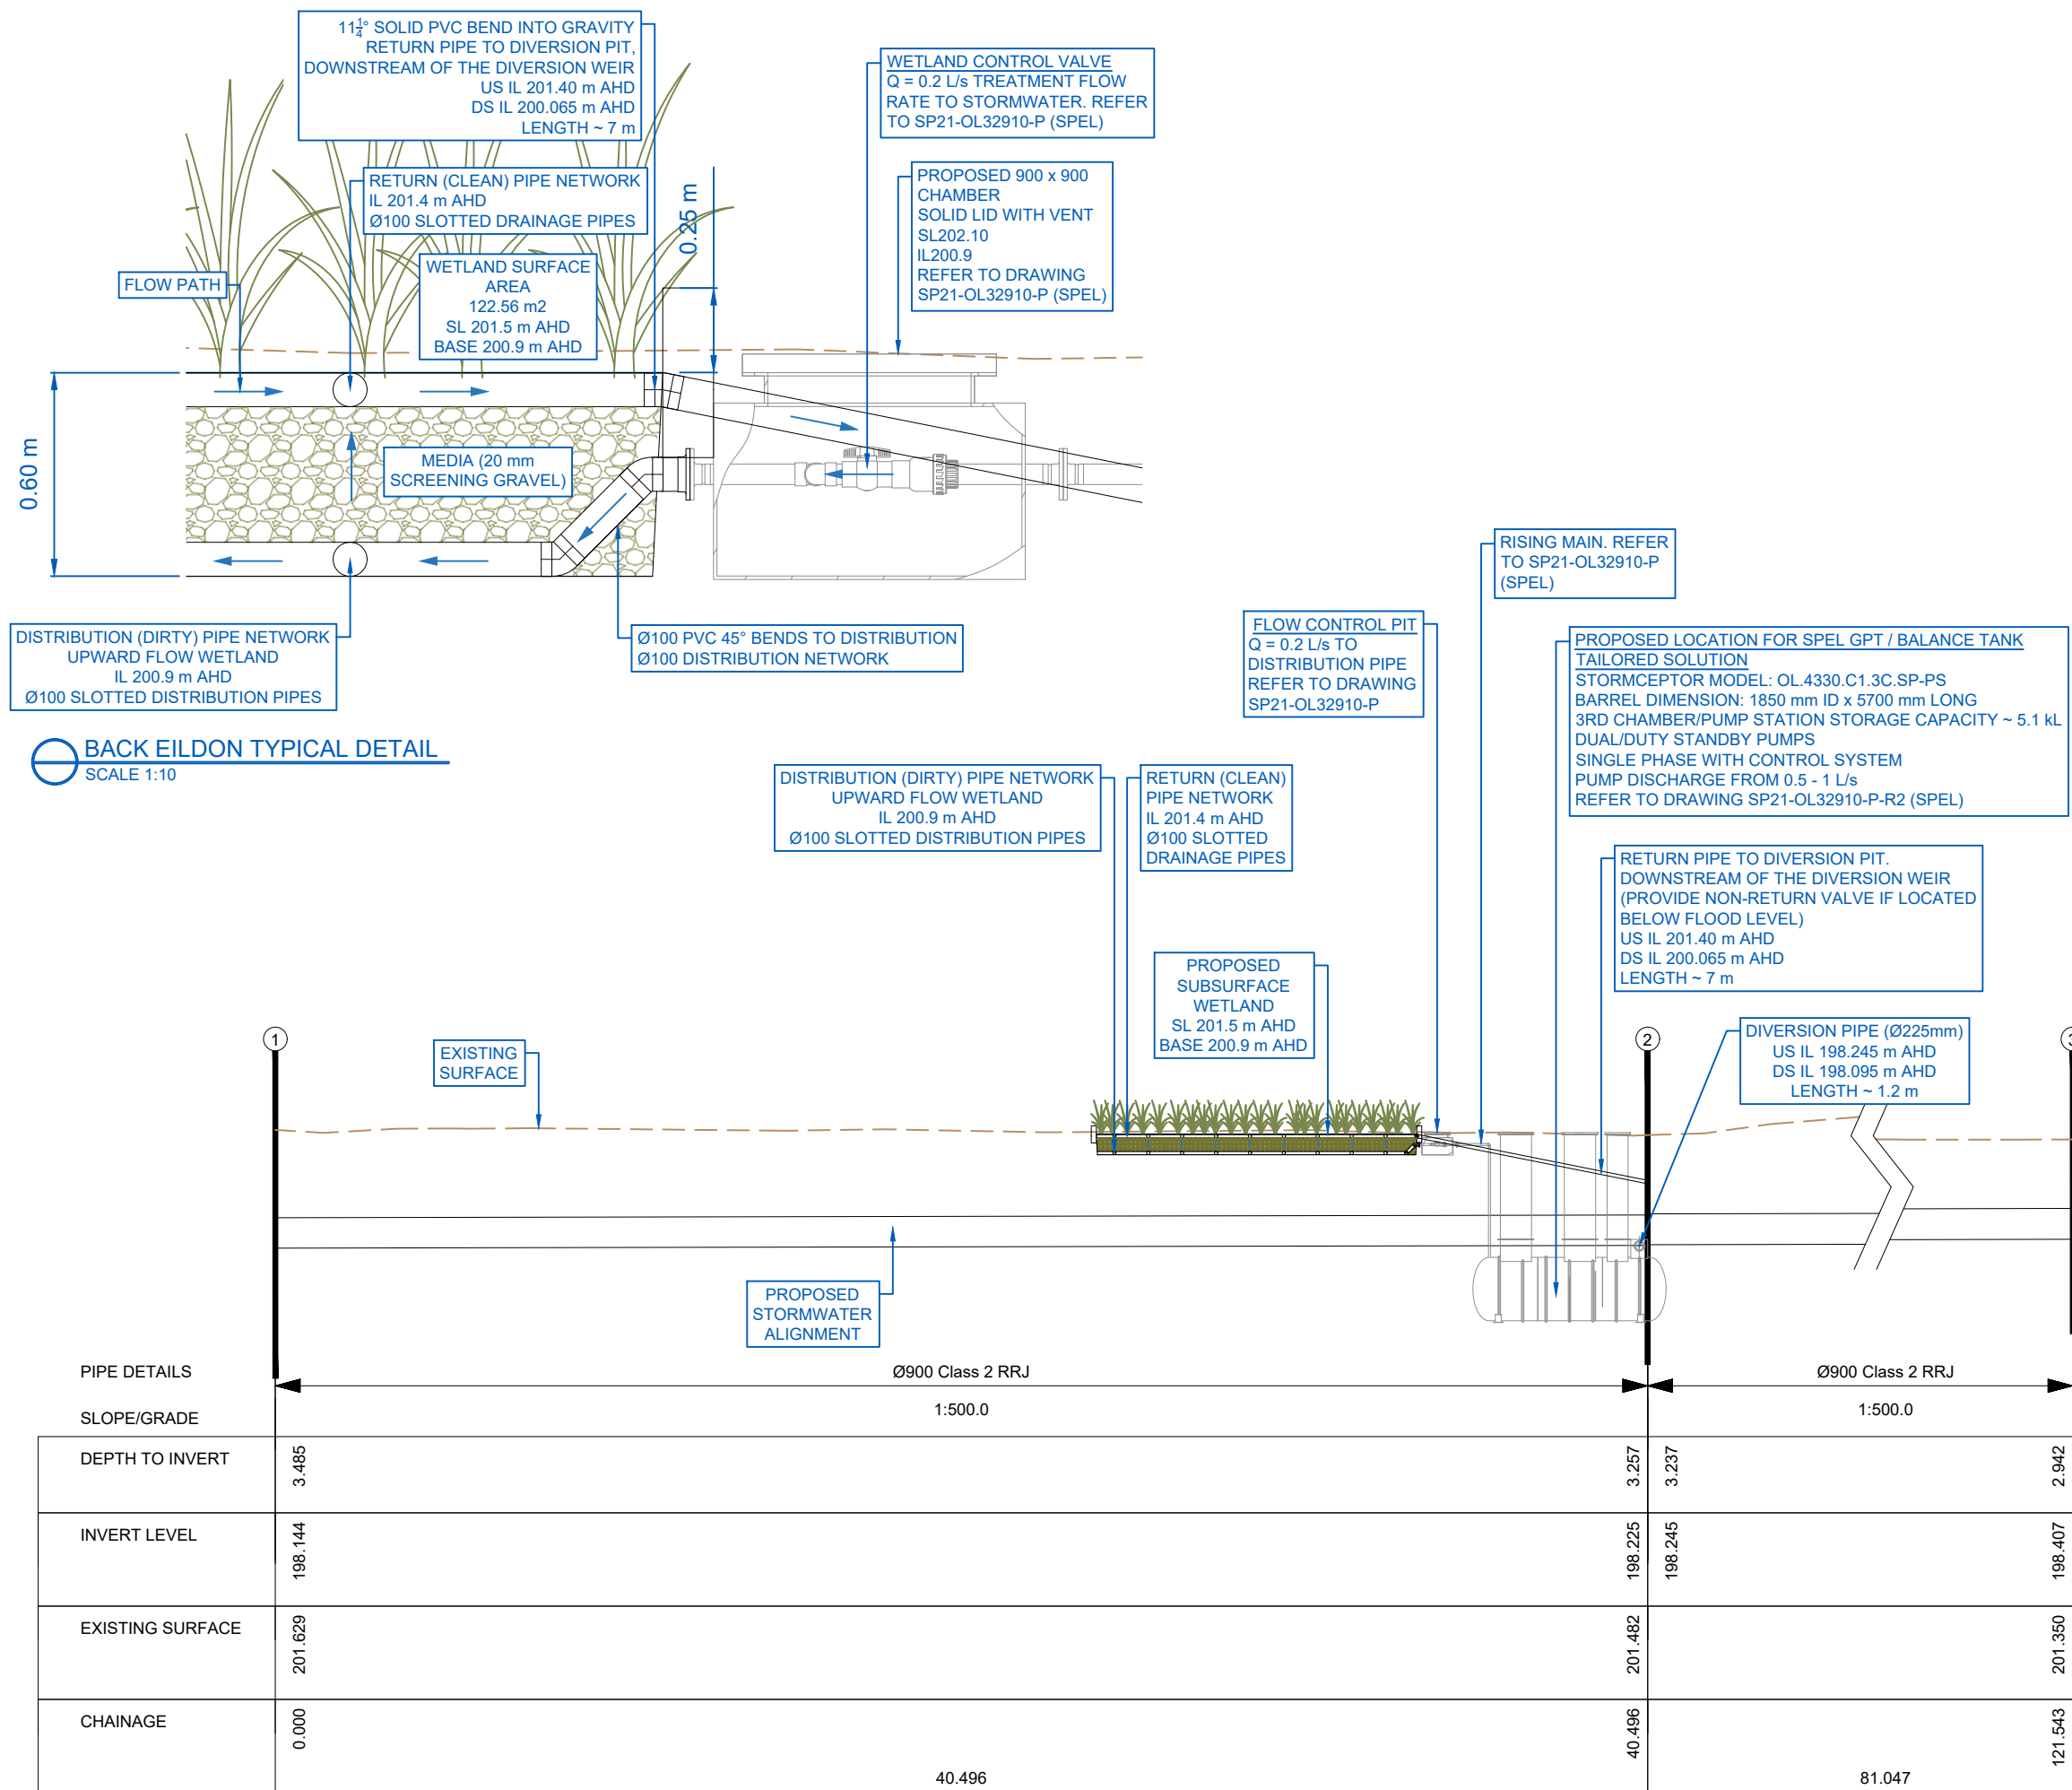 11¼° SOLID PVC BEND INTO GRAVITY
RETURN PIPE TO DIVERSION PIT,
DOWNSTREAM OF THE DIVERSION WEIR
US IL 201.40 m AHD
DS IL 200.065 m AHD
LENGTH ~ 7 m
WETLAND CONTROL VALVE
Q = 0.2 L/s TREATMENT FLOW
RATE TO STORMWATER. REFER
TO SP21-OL32910-P (SPEL)
RETURN (CLEAN) PIPE NETWORK
IL 201.4 m AHD
Ø100 SLOTTED DRAINAGE PIPES
PROPOSED 900 x 900
CHAMBER
SOLID LID WITH VENT
SL202.10
IL200.9
REFER TO DRAWING
SP21-OL32910-P (SPEL)
0.25 m
FLOW PATH
WETLAND SURFACE
AREA
122.56 m2
SL 201.5 m AHD
BASE 200.9 m AHD
0.60 m
MEDIA (20 mm
SCREENING GRAVEL)
DISTRIBUTION (DIRTY) PIPE NETWORK
UPWARD FLOW WETLAND
IL 200.9 m AHD
Ø100 SLOTTED DISTRIBUTION PIPES
Ø100 PVC 45° BENDS TO DISTRIBUTION
Ø100 DISTRIBUTION NETWORK
BACK EILDON TYPICAL DETAIL
SCALE 1:10
RISING MAIN. REFER
TO SP21-OL32910-P
(SPEL)
FLOW CONTROL PIT
Q = 0.2 L/s TO
DISTRIBUTION PIPE
REFER TO DRAWING
SP21-OL32910-P
PROPOSED LOCATION FOR SPEL GPT / BALANCE TANK
TAILORED SOLUTION
STORMCEPTOR MODEL: OL.4330.C1.3C.SP-PS
BARREL DIMENSION: 1850 mm ID x 5700 mm LONG
3RD CHAMBER/PUMP STATION STORAGE CAPACITY ~ 5.1 kL
DUAL/DUTY STANDBY PUMPS
SINGLE PHASE WITH CONTROL SYSTEM
PUMP DISCHARGE FROM 0.5 - 1 L/s
REFER TO DRAWING SP21-OL32910-P-R2 (SPEL)
DISTRIBUTION (DIRTY) PIPE NETWORK
UPWARD FLOW WETLAND
IL 200.9 m AHD
Ø100 SLOTTED DISTRIBUTION PIPES
RETURN (CLEAN)
PIPE NETWORK
IL 201.4 m AHD
Ø100 SLOTTED
DRAINAGE PIPES
RETURN PIPE TO DIVERSION PIT.
DOWNSTREAM OF THE DIVERSION WEIR
(PROVIDE NON-RETURN VALVE IF LOCATED
BELOW FLOOD LEVEL)
US IL 201.40 m AHD
DS IL 200.065 m AHD
LENGTH ~ 7 m
PROPOSED
SUBSURFACE
WETLAND
SL 201.5 m AHD
BASE 200.9 m AHD
DIVERSION PIPE (Ø225mm)
US IL 198.245 m AHD
DS IL 198.095 m AHD
LENGTH ~ 1.2 m
1
2
3
EXISTING
SURFACE
PROPOSED
STORMWATER
ALIGNMENT
PIPE DETAILS
Ø900 Class 2 RRJ
Ø900 Class 2 RRJ
SLOPE/GRADE
1:500.0
1:500.0
DEPTH TO INVERT
3.485
3.257
3.237
2.942
INVERT LEVEL
198.144
198.225
198.245
198.407
EXISTING SURFACE
201.629
201.482
201.350
CHAINAGE
0.000
40.496
121.543
40.496
81.047